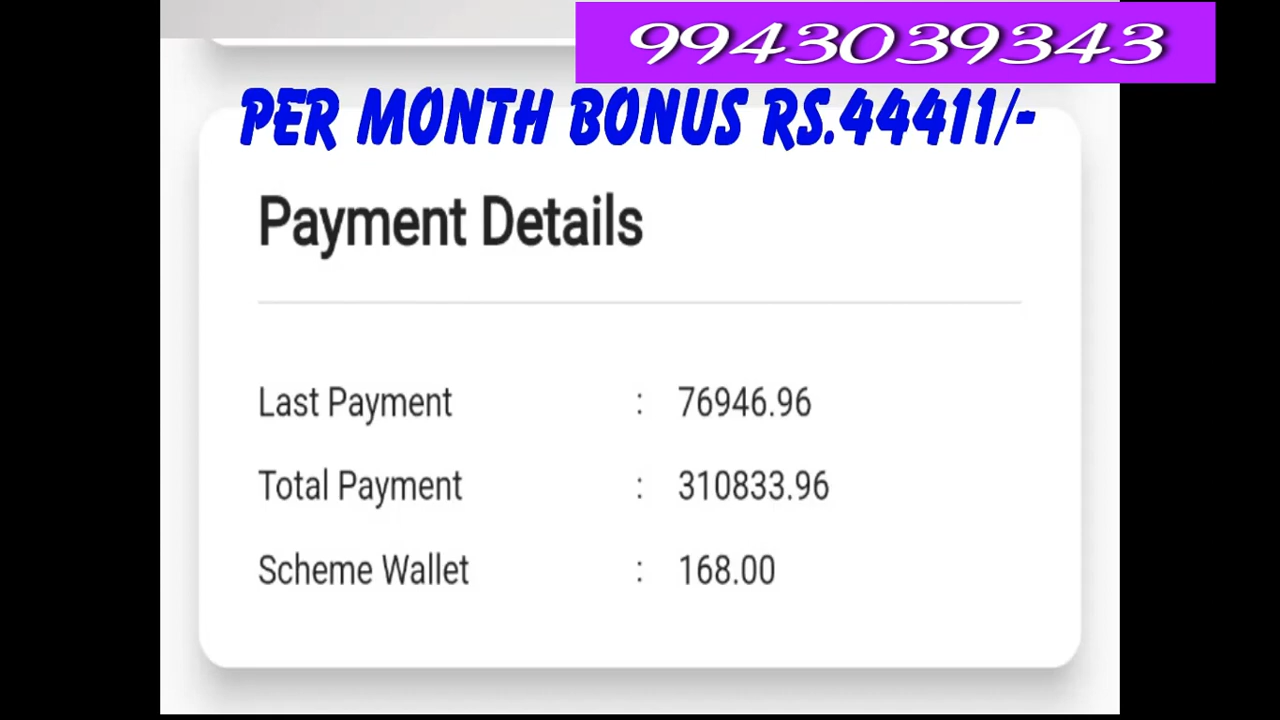 9943039343
PER MONTH BONUS RS.44411/-
Payment Details
Last Payment : 76946.96
Total Payment : 310833.96
Scheme Wallet : 168.00